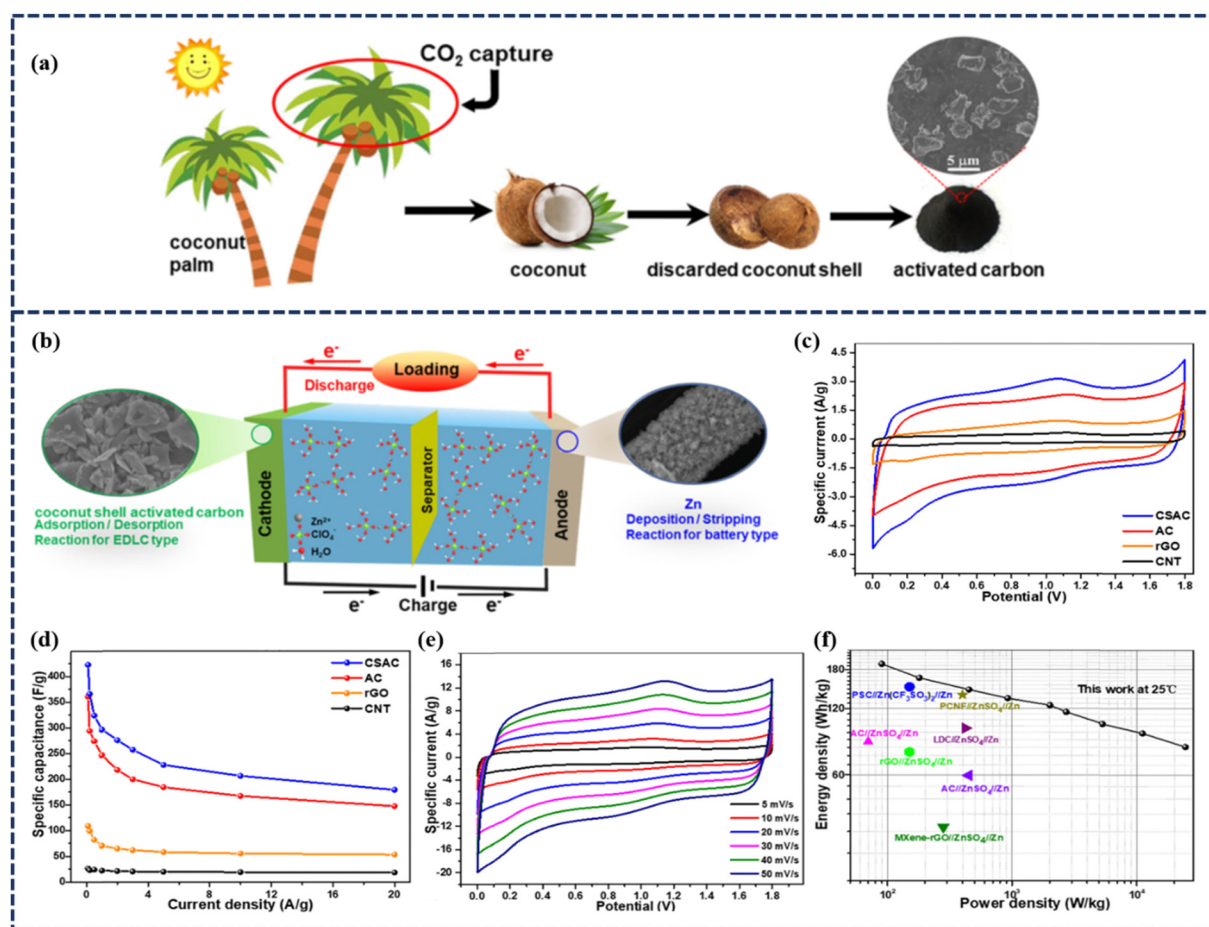 (a)
CO2 capture
5 μm
coconut
palm
coconut
discarded coconut shell
activated carbon
(b)
e-
Loading
e-
Discharge
Cathode
Separator
Anode
Zn2+
ClO4-
H2O
coconut shell activated carbon
Adsorption / Desorption
Reaction for EDLC type
Zn
Deposition / Stripping
Reaction for battery type
e-
Charge
e-
(c)
4.5
3.0
1.5
0.0
-1.5
-3.0
-4.5
-6.0
Specific currrent (A/g)
CSAC
AC
rGO
CNT
0.0 0.2 0.4 0.6 0.8 1.0 1.2 1.4 1.6 1.8
Potential (V)
(d)
400
350
300
250
200
150
100
50
0
Specific capacitance (F/g)
CSAC
AC
rGO
CNT
0 5 10 15 20
Current density (A/g)
(e)
16
12
8
4
0
-4
-8
-12
-16
-20
Specific current (A/g)
5 mV/s
10 mV/s
20 mV/s
30 mV/s
40 mV/s
50 mV/s
0.0 0.2 0.4 0.6 0.8 1.0 1.2 1.4 1.6 1.8
Potential (V)
(f)
180
120
60
Energy density (Wh/kg)
This work at 25℃
PSC//Zn(CF3SO3)2//Zn
PCNF//ZnSO4//Zn
AC//ZnSO4//Zn
LDC//ZnSO4//Zn
rGO//ZnSO4//Zn
AC//ZnSO4//Zn
MXene-rGO//ZnSO4//Zn
10^2 10^3 10^4
Power density (W/kg)